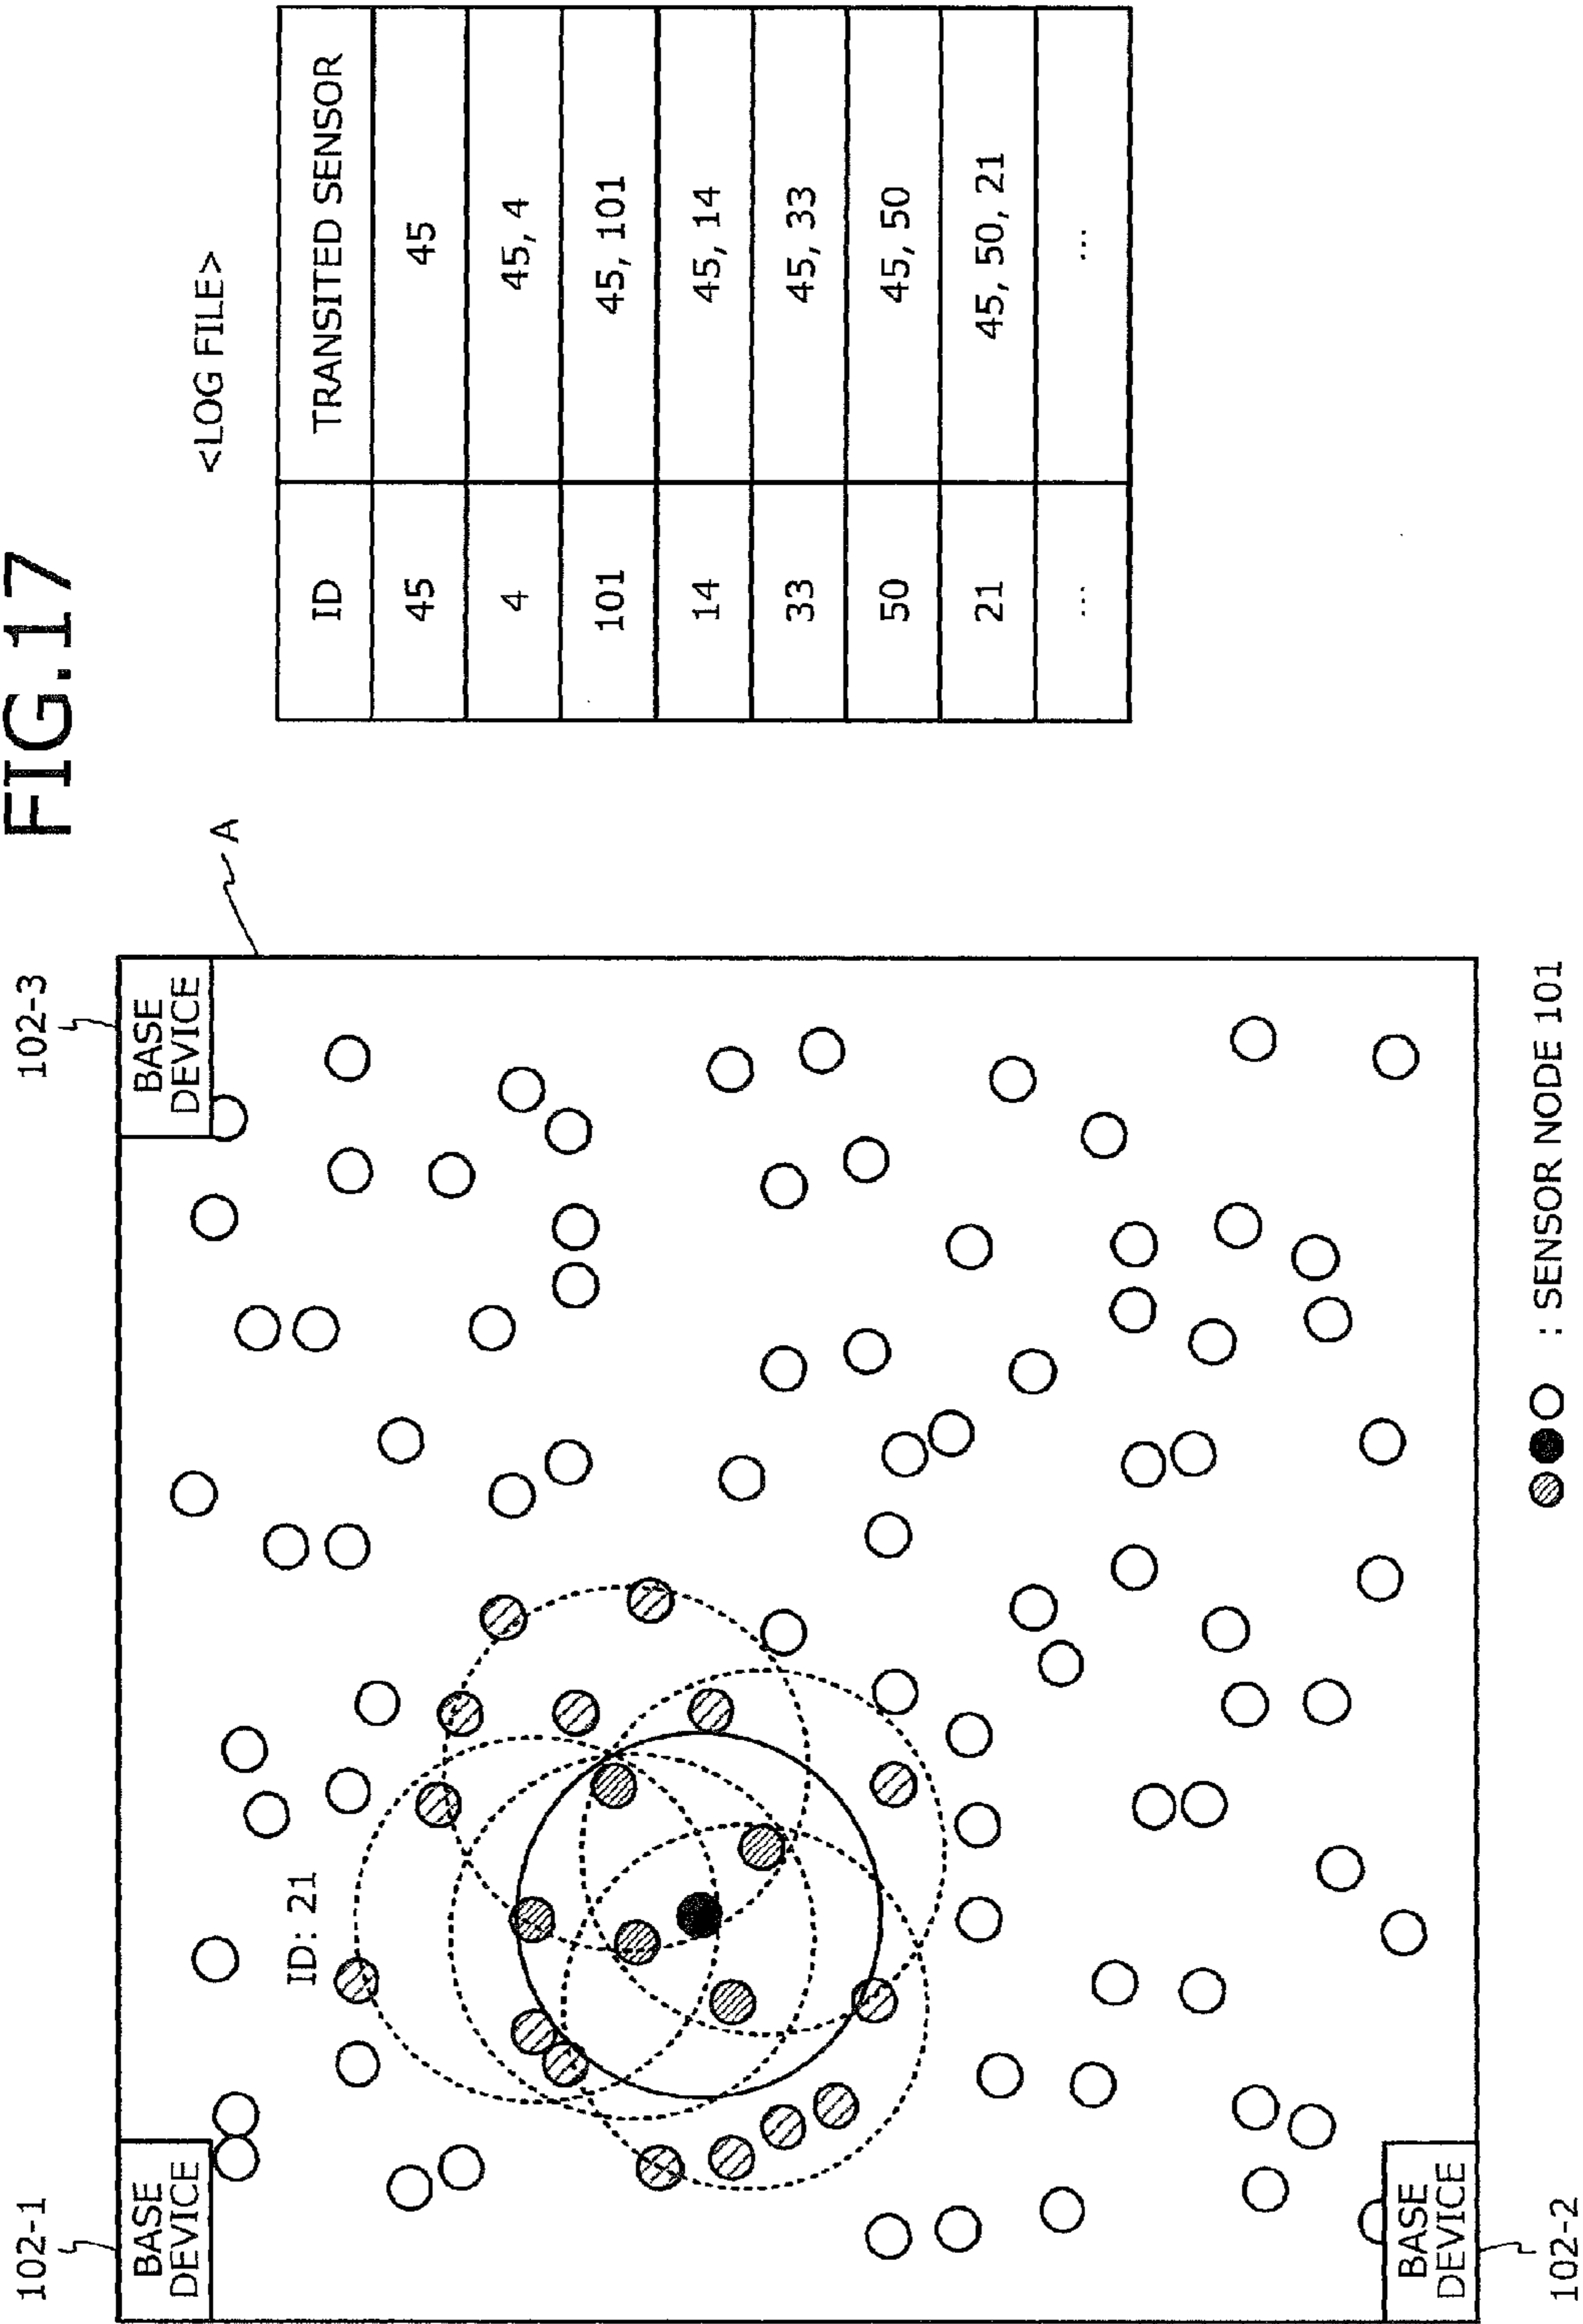 FIG.17
102-1
BASE
DEVICE
102-3
BASE
DEVICE
A
ID: 21
102-2
BASE
DEVICE
: SENSOR NODE 101
<LOG FILE>
ID TRANSITED SENSOR
45 45
4 45, 4
101 45, 101
14 45, 14
33 45, 33
50 45, 50
21 45, 50, 21
... ...